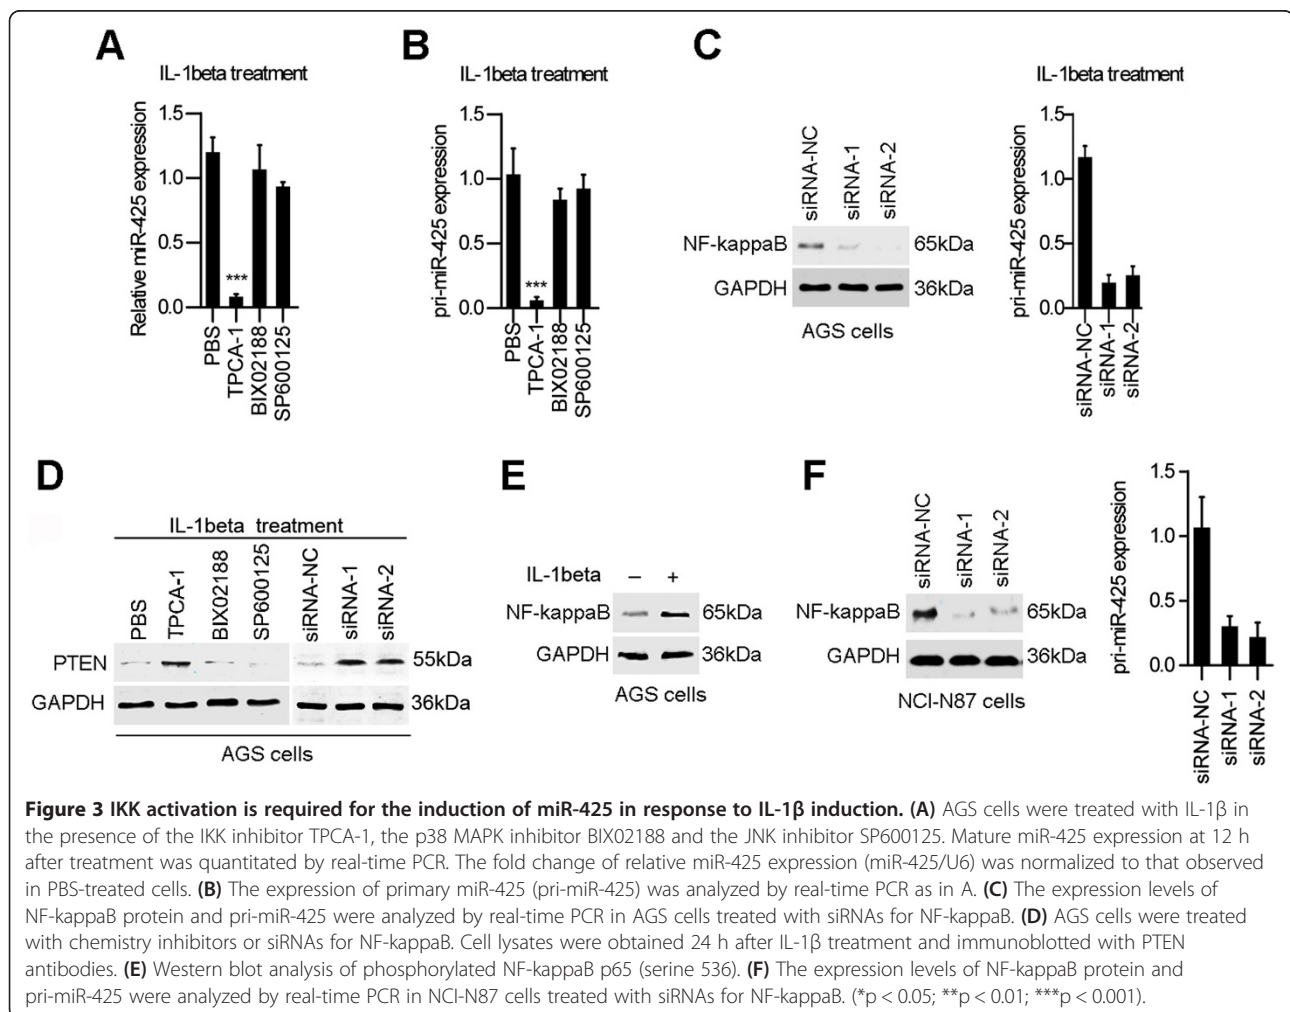 A
IL-1beta treatment
Relative miR-425 expression
1.5
1.0
0.5
0.0
***
PBS
TPCA-1
BIX02188
SP600125
B
IL-1beta treatment
pri-miR-425 expression
1.5
1.0
0.5
0.0
***
PBS
TPCA-1
BIX02188
SP600125
C
siRNA-NC
siRNA-1
siRNA-2
NF-kappaB 65kDa
GAPDH 36kDa
AGS cells
IL-1beta treatment
pri-miR-425 expression
1.5
1.0
0.5
0.0
siRNA-NC
siRNA-1
siRNA-2
D
IL-1beta treatment
PBS
TPCA-1
BIX02188
SP600125
siRNA-NC
siRNA-1
siRNA-2
PTEN 55kDa
GAPDH 36kDa
AGS cells
E
IL-1beta – +
NF-kappaB 65kDa
GAPDH 36kDa
AGS cells
F
siRNA-NC
siRNA-1
siRNA-2
NF-kappaB 65kDa
GAPDH 36kDa
NCI-N87 cells
pri-miR-425 expression
1.5
1.0
0.5
0.0
siRNA-NC
siRNA-1
siRNA-2
Figure 3 IKK activation is required for the induction of miR-425 in response to IL-1β induction. (A) AGS cells were treated with IL-1β in
the presence of the IKK inhibitor TPCA-1, the p38 MAPK inhibitor BIX02188 and the JNK inhibitor SP600125. Mature miR-425 expression at 12 h
after treatment was quantitated by real-time PCR. The fold change of relative miR-425 expression (miR-425/U6) was normalized to that observed
in PBS-treated cells. (B) The expression of primary miR-425 (pri-miR-425) was analyzed by real-time PCR as in A. (C) The expression levels of
NF-kappaB protein and pri-miR-425 were analyzed by real-time PCR in AGS cells treated with siRNAs for NF-kappaB. (D) AGS cells were treated
with chemistry inhibitors or siRNAs for NF-kappaB. Cell lysates were obtained 24 h after IL-1β treatment and immunoblotted with PTEN
antibodies. (E) Western blot analysis of phosphorylated NF-kappaB p65 (serine 536). (F) The expression levels of NF-kappaB protein and
pri-miR-425 were analyzed by real-time PCR in NCI-N87 cells treated with siRNAs for NF-kappaB. (*p < 0.05; **p < 0.01; ***p < 0.001).